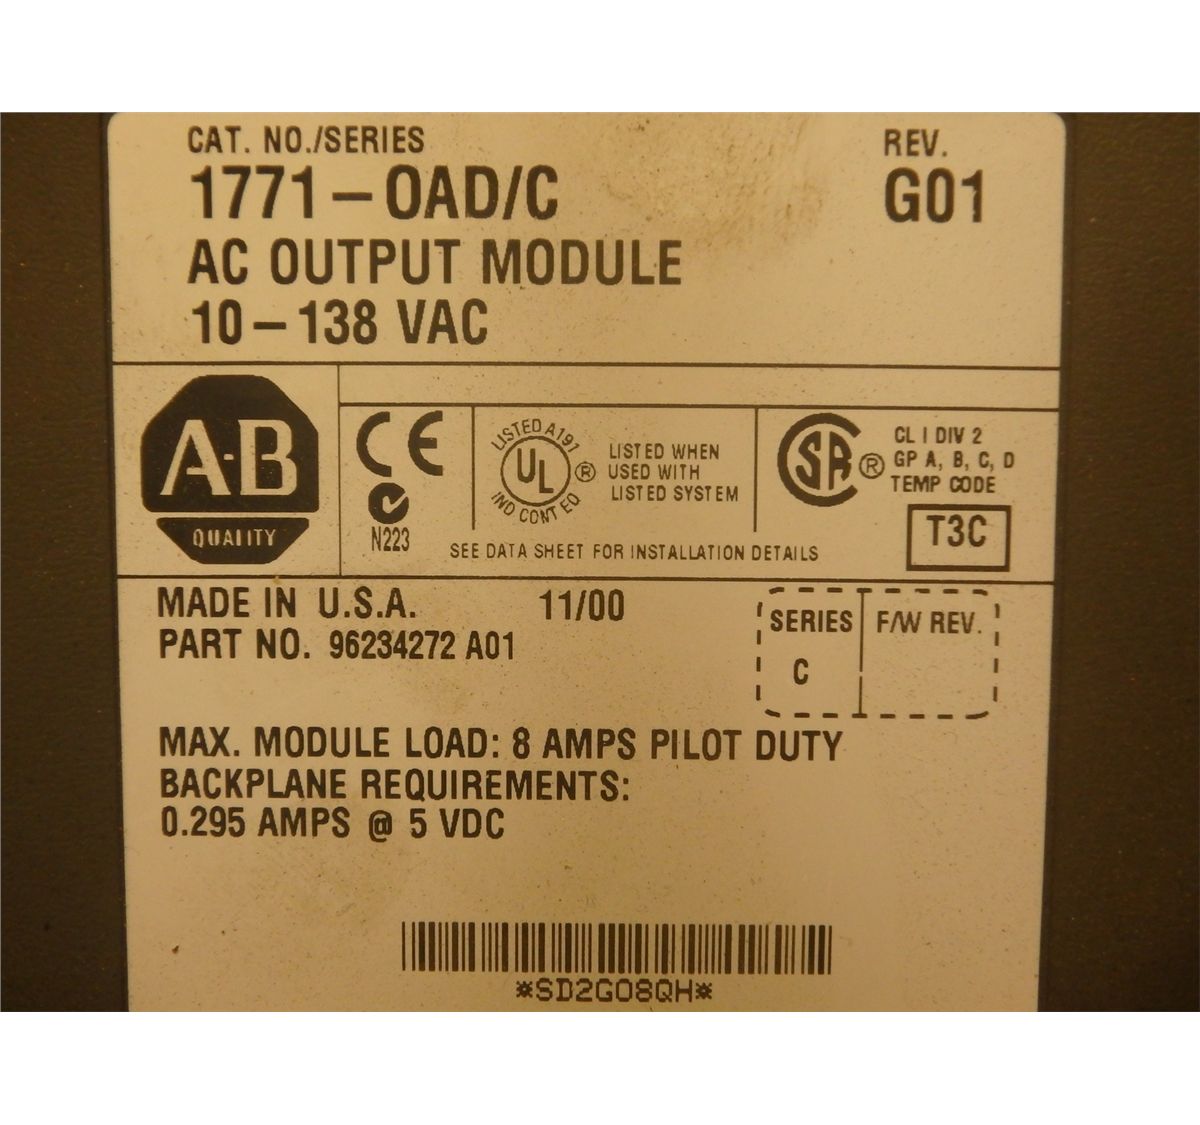 CAT. NO./SERIES
REV.
1771-OAD/C
G01
AC OUTPUT MODULE
10-138 VAC
A-B
QUALITY
CE
N223
LISTED A191
UL ®
IND CONT EQ
LISTED WHEN
USED WITH
LISTED SYSTEM
SEE DATA SHEET FOR INSTALLATION DETAILS
SA ®
CL I DIV 2
GP A, B, C, D
TEMP CODE
T3C
MADE IN U.S.A. 11/00
PART NO. 96234272 A01
SERIES
C
F/W REV.
MAX. MODULE LOAD: 8 AMPS PILOT DUTY
BACKPLANE REQUIREMENTS:
0.295 AMPS @ 5 VDC
*SD2G08QH*